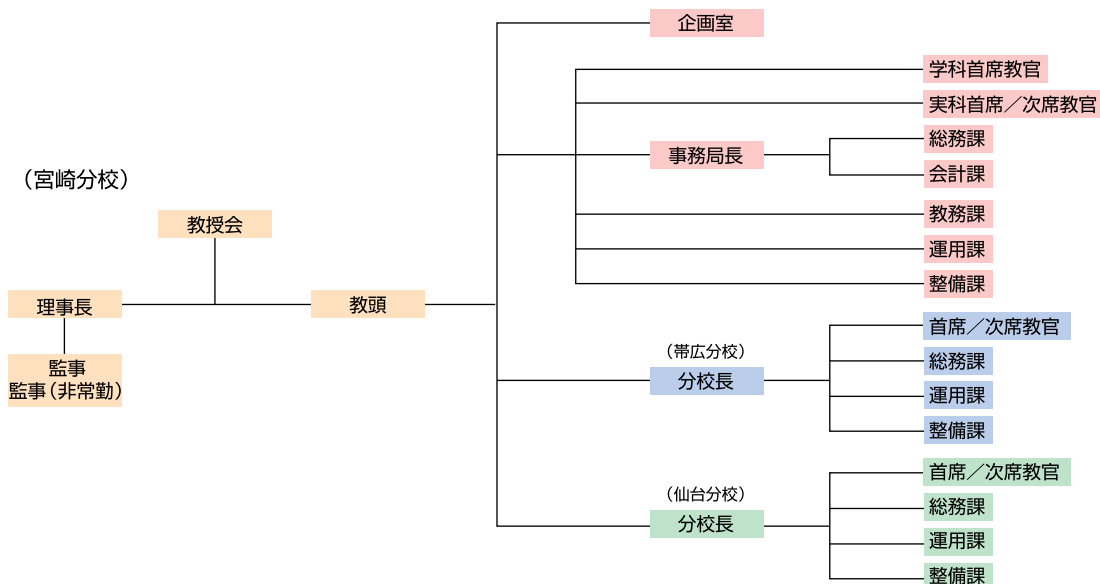 （宮崎分校）
教授会
理事長
監事
監事（非常勤）
教頭
企画室
学科首席教官
実科首席／次席教官
事務局長
総務課
会計課
教務課
運用課
整備課
（帯広分校）
分校長
首席／次席教官
総務課
運用課
整備課
（仙台分校）
分校長
首席／次席教官
総務課
運用課
整備課